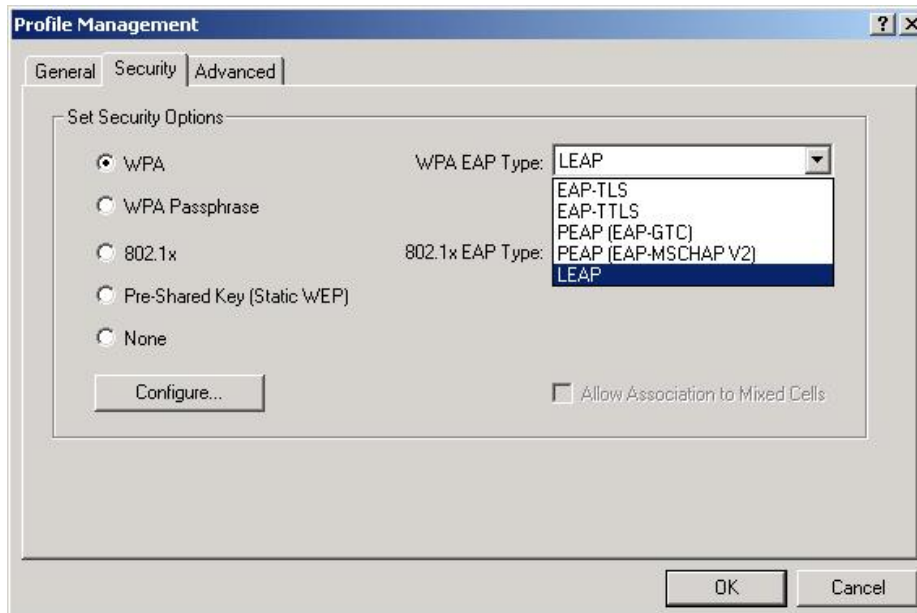 Profile Management
General Security Advanced
Set Security Options
WPA WPA EAP Type: LEAP
EAP-TLS
WPA Passphrase EAP-TTLS
PEAP (EAP-GTC)
802.1x 802.1x EAP Type: PEAP (EAP-MSCHAP V2)
LEAP
Pre-Shared Key (Static WEP)
None
Configure... Allow Association to Mixed Cells
OK Cancel